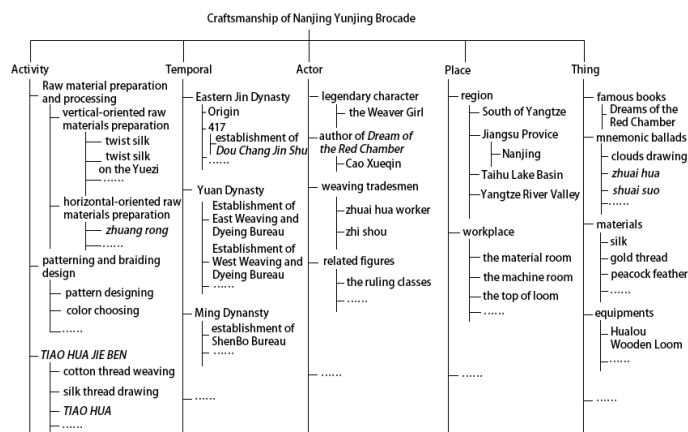 Craftsmanship of Nanjing Yunjing Brocade
Activity
Raw material preparation
and processing
vertical-oriented raw
materials preparation
twist silk
twist silk
on the Yuezi
......
horizontal-oriented raw
materials preparation
zhuang rong
......
patterning and braiding
design
pattern designing
color choosing
......
TIAO HUA JIE BEN
cotton thread weaving
silk thread drawing
TIAO HUA
......
Temporal
Eastern Jin Dynasty
Origin
417
establishment of
Dou Chang Jin Shu
......
Yuan Dynasty
Establishment of
East Weaving and
Dyeing Bureau
Establishment of
West Weaving and
Dyeing Bureau
......
Ming Dynansty
establishment of
ShenBo Bureau
......
......
Actor
legendary character
the Weaver Girl
author of Dream of
the Red Chamber
Cao Xueqin
weaving tradesmen
zhuai hua worker
zhi shou
related figures
the ruling classes
......
......
Place
region
South of Yangtze
Jiangsu Provice
Nanjing
Taihu Lake Basin
Yangtze River Valley
workplace
the material room
the machine room
the top of loom
......
......
Thing
famous books
Dreams of the
Red Chamber
mnemonic ballads
clouds drawing
zhuai hua
shuai suo
......
materials
silk
gold thread
peacock feather
......
equipments
Hualou
Wooden Loom
......
......